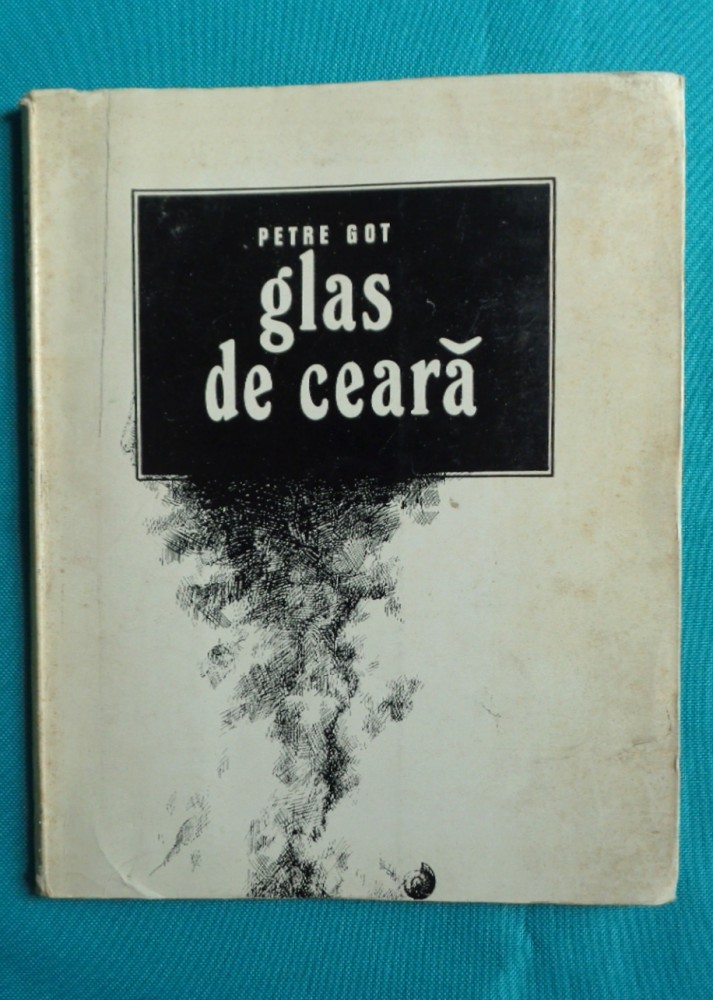 PETRE GOT
glas
de ceară